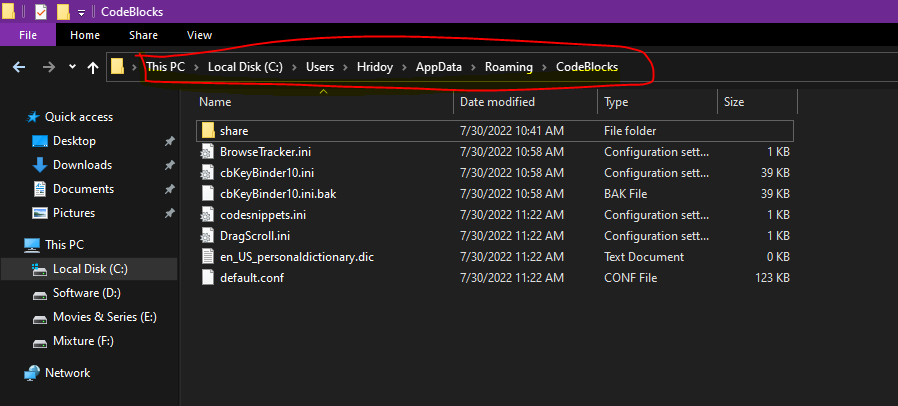 CodeBlocks
File Home Share View
This PC Local Disk (C:) Users Hridoy AppData Roaming CodeBlocks
Name Date modified Type Size
Quick access
Desktop
Downloads
Documents
Pictures
This PC
Local Disk (C:)
Software (D:)
Movies & Series (E:)
Mixture (F:)
Network
share 7/30/2022 10:41 AM File folder
BrowseTracker.ini 7/30/2022 10:58 AM Configuration sett... 1 KB
cbKeyBinder10.ini 7/30/2022 10:58 AM Configuration sett... 39 KB
cbKeyBinder10.ini.bak 7/30/2022 10:58 AM BAK File 39 KB
codesnippets.ini 7/30/2022 11:22 AM Configuration sett... 1 KB
DragScroll.ini 7/30/2022 11:22 AM Configuration sett... 1 KB
en_US_personaldictionary.dic 7/30/2022 11:22 AM Text Document 0 KB
default.conf 7/30/2022 11:22 AM CONF File 123 KB